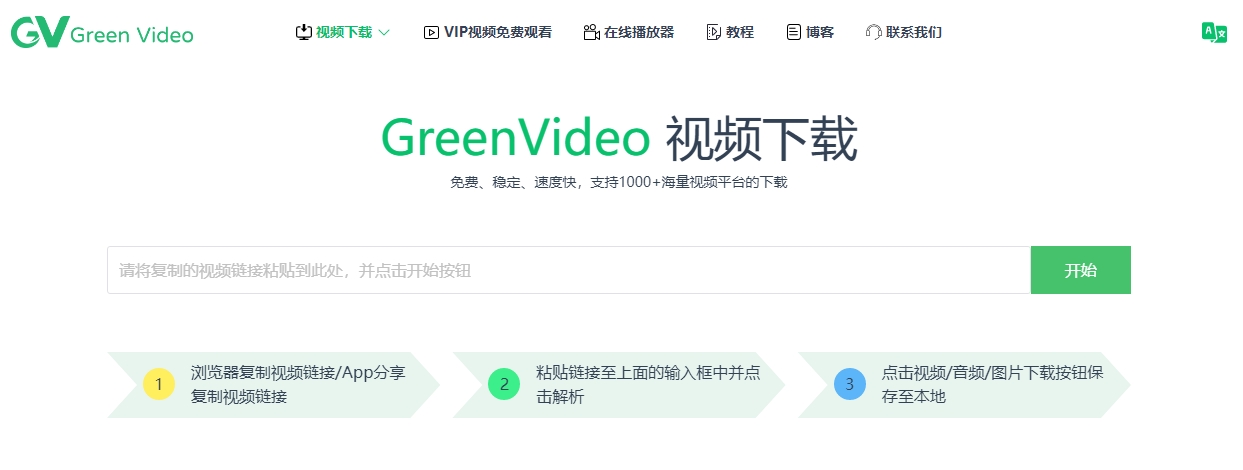 GV Green Video
视频下载
VIP视频免费观看
在线播放器
教程
博客
联系我们
A 文
GreenVideo 视频下载
免费、稳定、速度快，支持1000+海量视频平台的下载
请将复制的视频链接粘贴到此处，并点击开始按钮
开始
1
浏览器复制视频链接/App分享
复制视频链接
2
粘贴链接至上面的输入框中并点
击解析
3
点击视频/音频/图片下载按钮保
存至本地